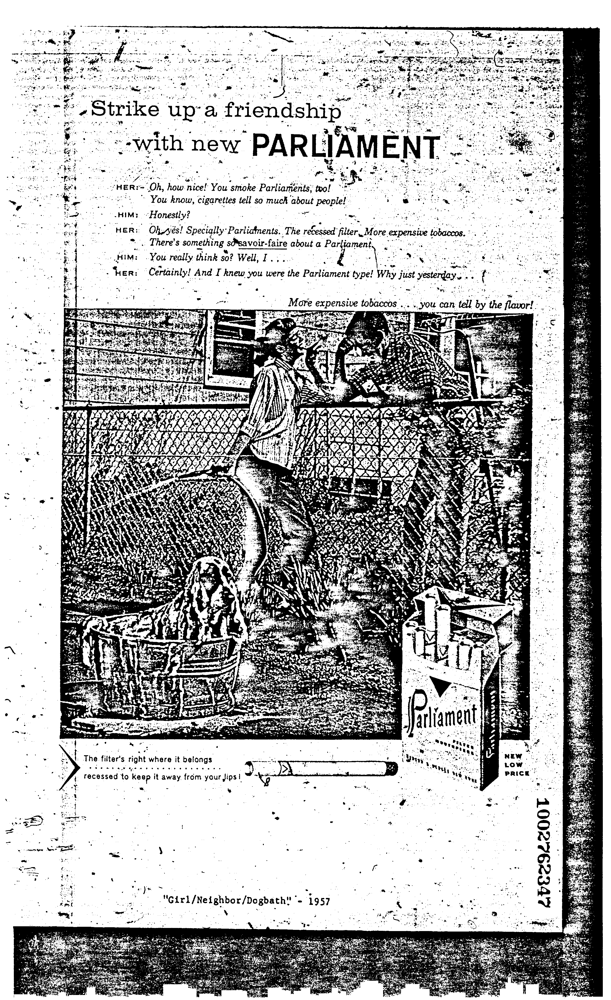 Strike up a friendship
with new PARLIAMENT
HER: Oh, how nice! You smoke Parliaments, too!
You know, cigarettes tell so much about people!
HIM: Honestly?
HER: Oh, yes! Specially Parliaments. The recessed filter. More expensive tobaccos.
There's something so savoir-faire about a Parliament.
HIM: You really think so? Well, I . . .
HER: Certainly! And I knew you were the Parliament type! Why just yesterday . . .
More expensive tobaccos . . . you can tell by the flavor!
Parliament
Parliament
The filter's right where it belongs
recessed to keep it away from your lips!
NEW
LOW
PRICE
1002762347
"Girl/Neighbor/Dogbath" - 1957